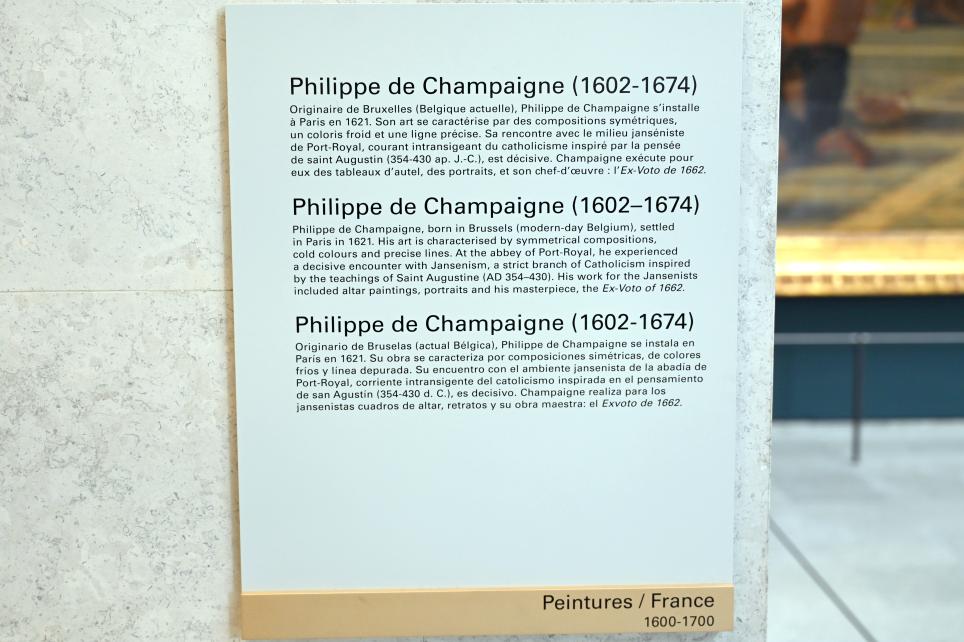 Philippe de Champaigne (1602-1674)
Originaire de Bruxelles (Belgique actuelle), Philippe de Champaigne s'installe
à Paris en 1621. Son art se caractérise par des compositions symétriques,
un coloris froid et une ligne précise. Sa rencontre avec le milieu janséniste
de Port-Royal, courant intransigeant du catholicisme inspiré par la pensée
de saint Augustin (354-430 ap. J.-C.), est décisive. Champaigne exécute pour
eux des tableaux d'autel, des portraits, et son chef-d'œuvre : l'Ex-Voto de 1662.
Philippe de Champaigne (1602–1674)
Philippe de Champaigne, born in Brussels (modern-day Belgium), settled
in Paris in 1621. His art is characterised by symmetrical compositions,
cold colours and precise lines. At the abbey of Port-Royal, he experienced
a decisive encounter with Jansenism, a strict branch of Catholicism inspired
by the teachings of Saint Augustine (AD 354–430). His work for the Jansenists
included altar paintings, portraits and his masterpiece, the Ex-Voto of 1662.
Philippe de Champaigne (1602-1674)
Originario de Bruselas (actual Bélgica), Philippe de Champaigne se instala en
París en 1621. Su obra se caracteriza por composiciones simétricas, de colores
fríos y línea depurada. Su encuentro con el ambiente jansenista de la abadía de
Port-Royal, corriente intransigente del catolicismo inspirada en el pensamiento
de san Agustín (354-430 d. C.), es decisivo. Champaigne realiza para los
jansenistas cuadros de altar, retratos y su obra maestra: el Exvoto de 1662.
Peintures / France
1600-1700